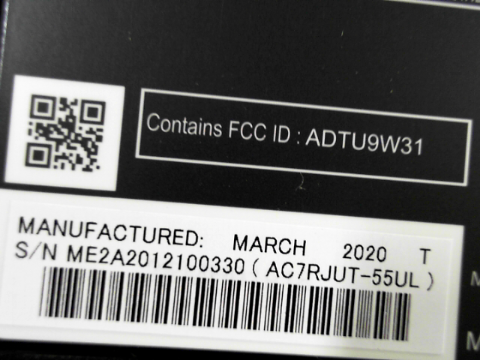 Contains FCC ID : ADTU9W31
MANUFACTURED: MARCH 2020 T
S/N ME2A2012100330 ( AC7RJUT-55UL )